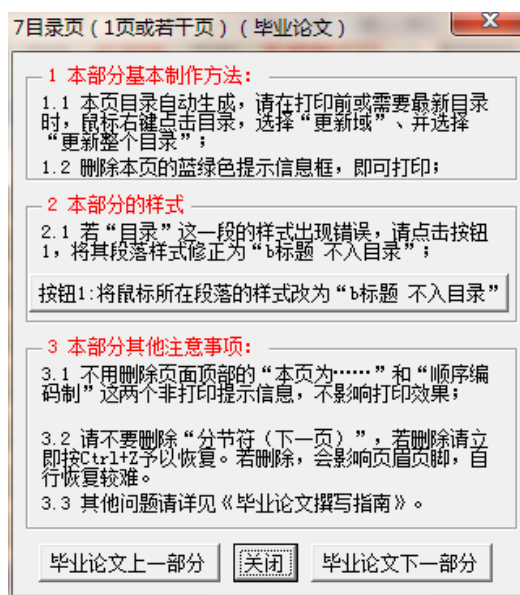 7目录页（1页或若干页）（毕业论文）
1 本部分基本制作方法：
1.1 本页目录自动生成，请在打印前或需要最新目录
时，鼠标右键点击目录，选择“更新域”、并选择
“更新整个目录”；
1.2 删除本页的蓝绿色提示信息框，即可打印；
2 本部分的样式
2.1 若“目录”这一段的样式出现错误，请点击按钮
1，将其段落样式修正为“b标题 不入目录”；
按钮1:将鼠标所在段落的样式改为“b标题 不入目录”
3 本部分其他注意事项：
3.1 不用删除页面顶部的“本页为……”和“顺序编
码制”这两个非打印提示信息，不影响打印效果；
3.2 请不要删除“分节符（下一页）”，若删除请立
即按Ctrl+Z予以恢复。若删除，会影响页眉页脚，自
行恢复较难。
3.3 其他问题请详见《毕业论文撰写指南》。
毕业论文上一部分 关闭 毕业论文下一部分